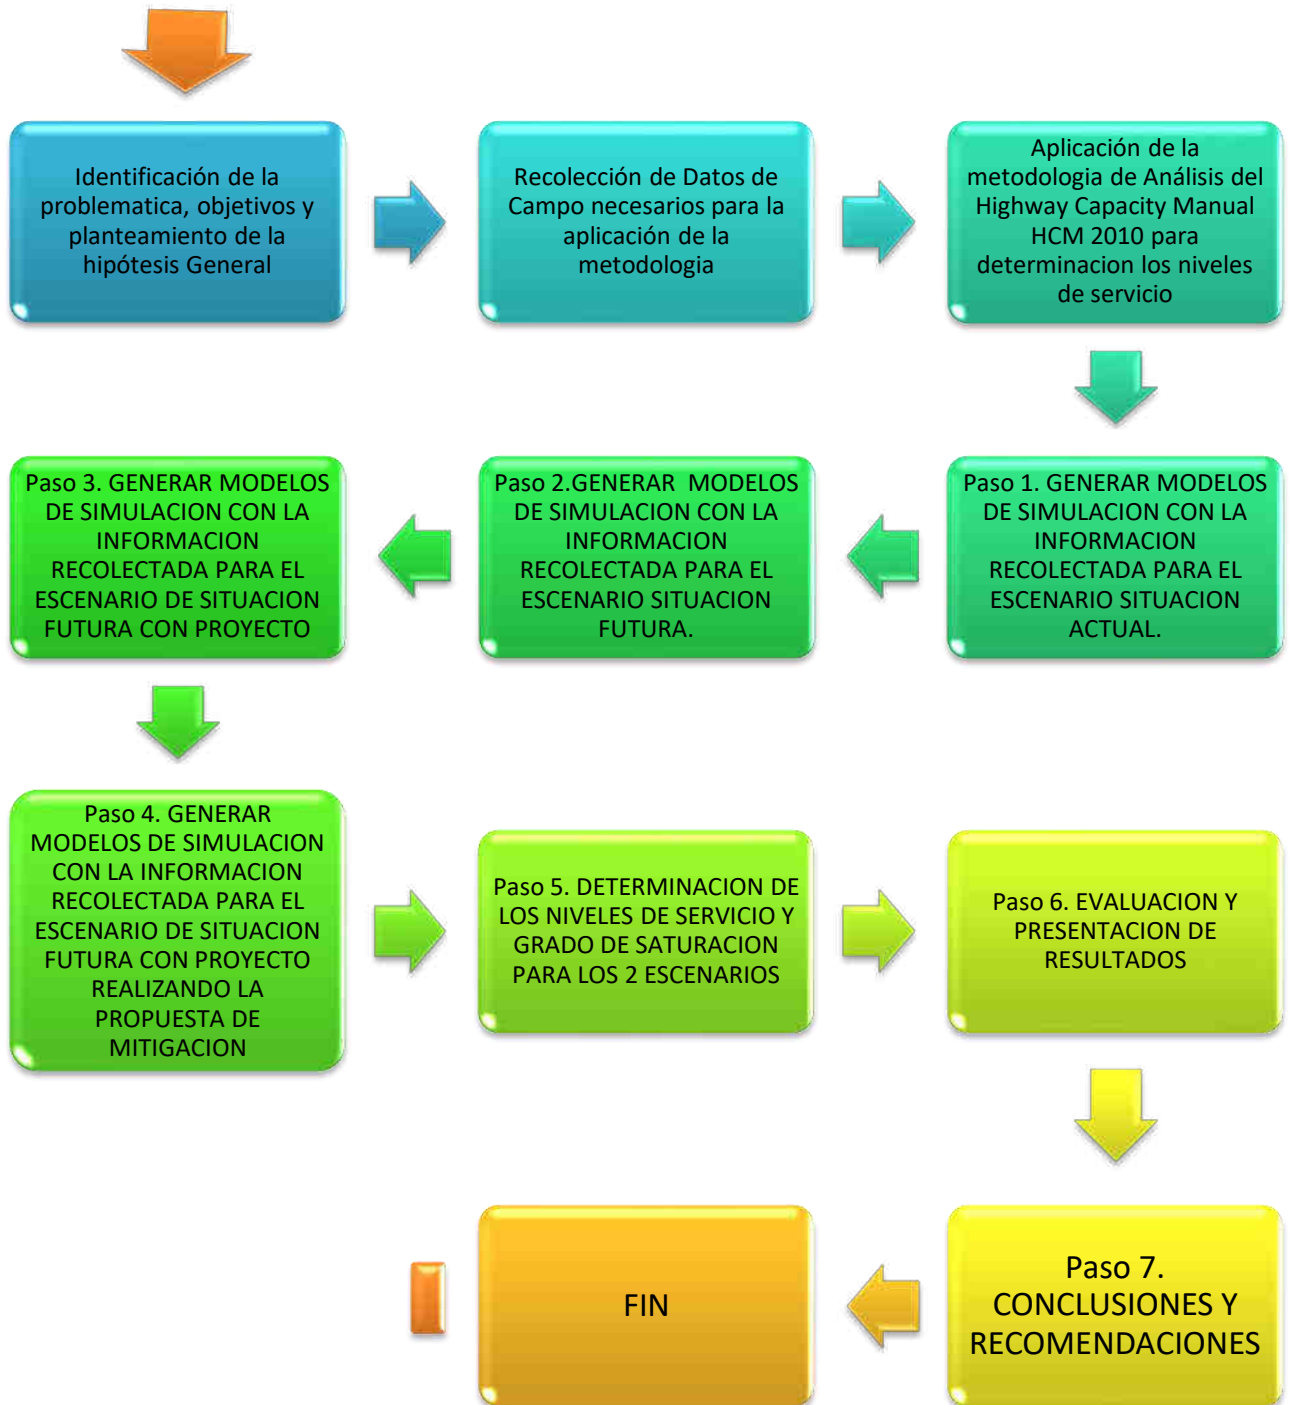 Identificación de la
problematica, objetivos y
planteamiento de la
hipótesis General
Recolección de Datos de
Campo necesarios para la
aplicación de la
metodologia
Aplicación de la
metodologia de Análisis del
Highway Capacity Manual
HCM 2010 para
determinacion los niveles
de servicio
Paso 1. GENERAR MODELOS
DE SIMULACION CON LA
INFORMACION
RECOLECTADA PARA EL
ESCENARIO SITUACION
ACTUAL.
Paso 2.GENERAR MODELOS
DE SIMULACION CON LA
INFORMACION
RECOLECTADA PARA EL
ESCENARIO SITUACION
FUTURA.
Paso 3. GENERAR MODELOS
DE SIMULACION CON LA
INFORMACION
RECOLECTADA PARA EL
ESCENARIO DE SITUACION
FUTURA CON PROYECTO
Paso 4. GENERAR
MODELOS DE SIMULACION
CON LA INFORMACION
RECOLECTADA PARA EL
ESCENARIO DE SITUACION
FUTURA CON PROYECTO
REALIZANDO LA
PROPUESTA DE
MITIGACION
Paso 5. DETERMINACION DE
LOS NIVELES DE SERVICIO Y
GRADO DE SATURACION
PARA LOS 2 ESCENARIOS
Paso 6. EVALUACION Y
PRESENTACION DE
RESULTADOS
Paso 7.
CONCLUSIONES Y
RECOMENDACIONES
FIN